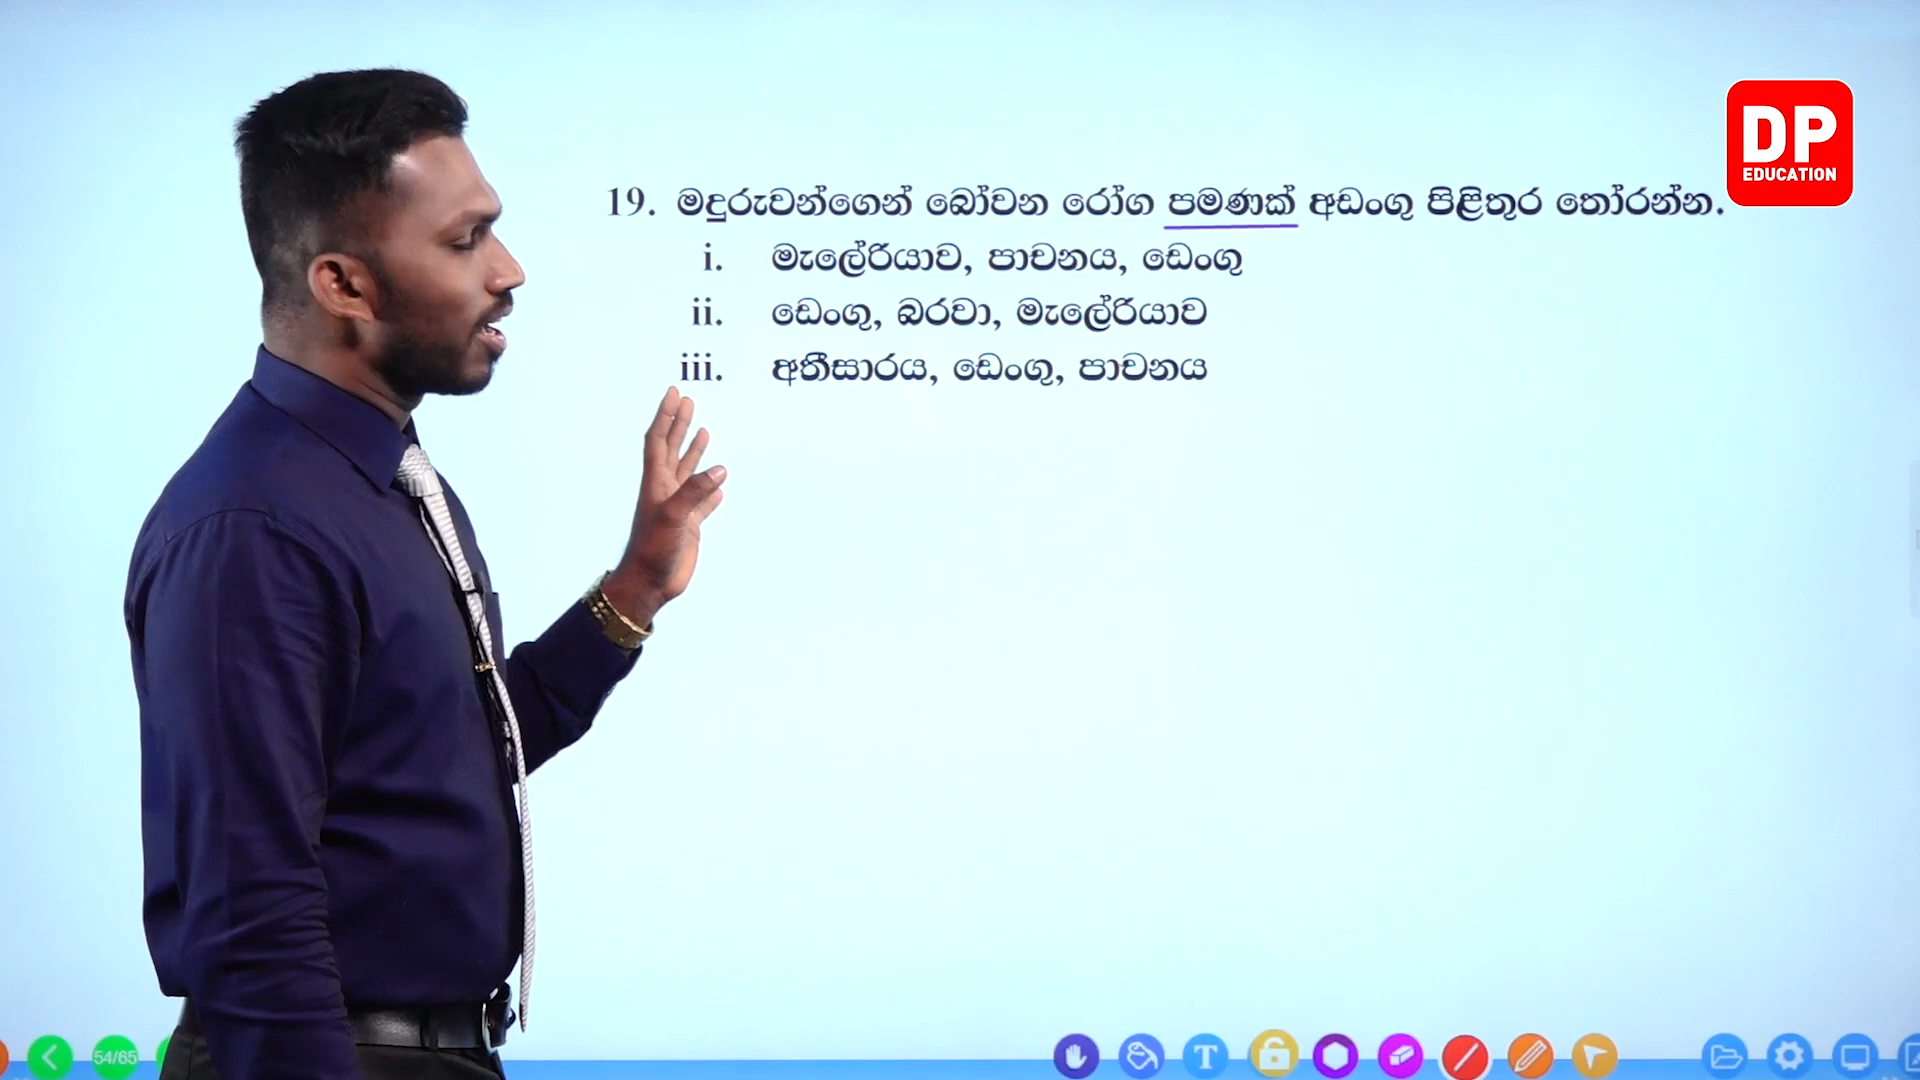 DP
EDUCATION
19. මදුරුවන්ගෙන් බෝවන රෝග පමණක් අඩංගු පිළිතුර තෝරන්න.
i. මැලේරියාව, පාචනය, ඩෙංගු
ii. ඩෙංගු, බරවා, මැලේරියාව
iii. අතීසාරය, ඩෙංගු, පාචනය
54/65
T